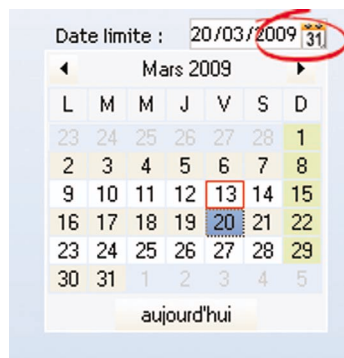 Date limite : 20/03/2009 31
Mars 2009
L M M J V S D
23 24 25 26 27 28 1
2 3 4 5 6 7 8
9 10 11 12 13 14 15
16 17 18 19 20 21 22
23 24 25 26 27 28 29
30 31 1 2 3 4 5
aujourd'hui